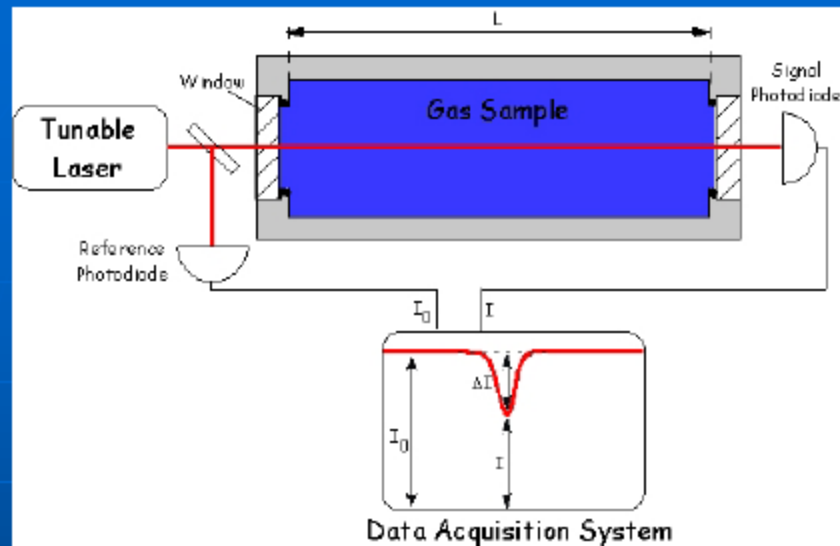 L
Window
Signal
Photodiode
Gas Sample
Tunable
Laser
Reference
Photodiode
I0
I
ΔI
I0
I
Data Acquisition System